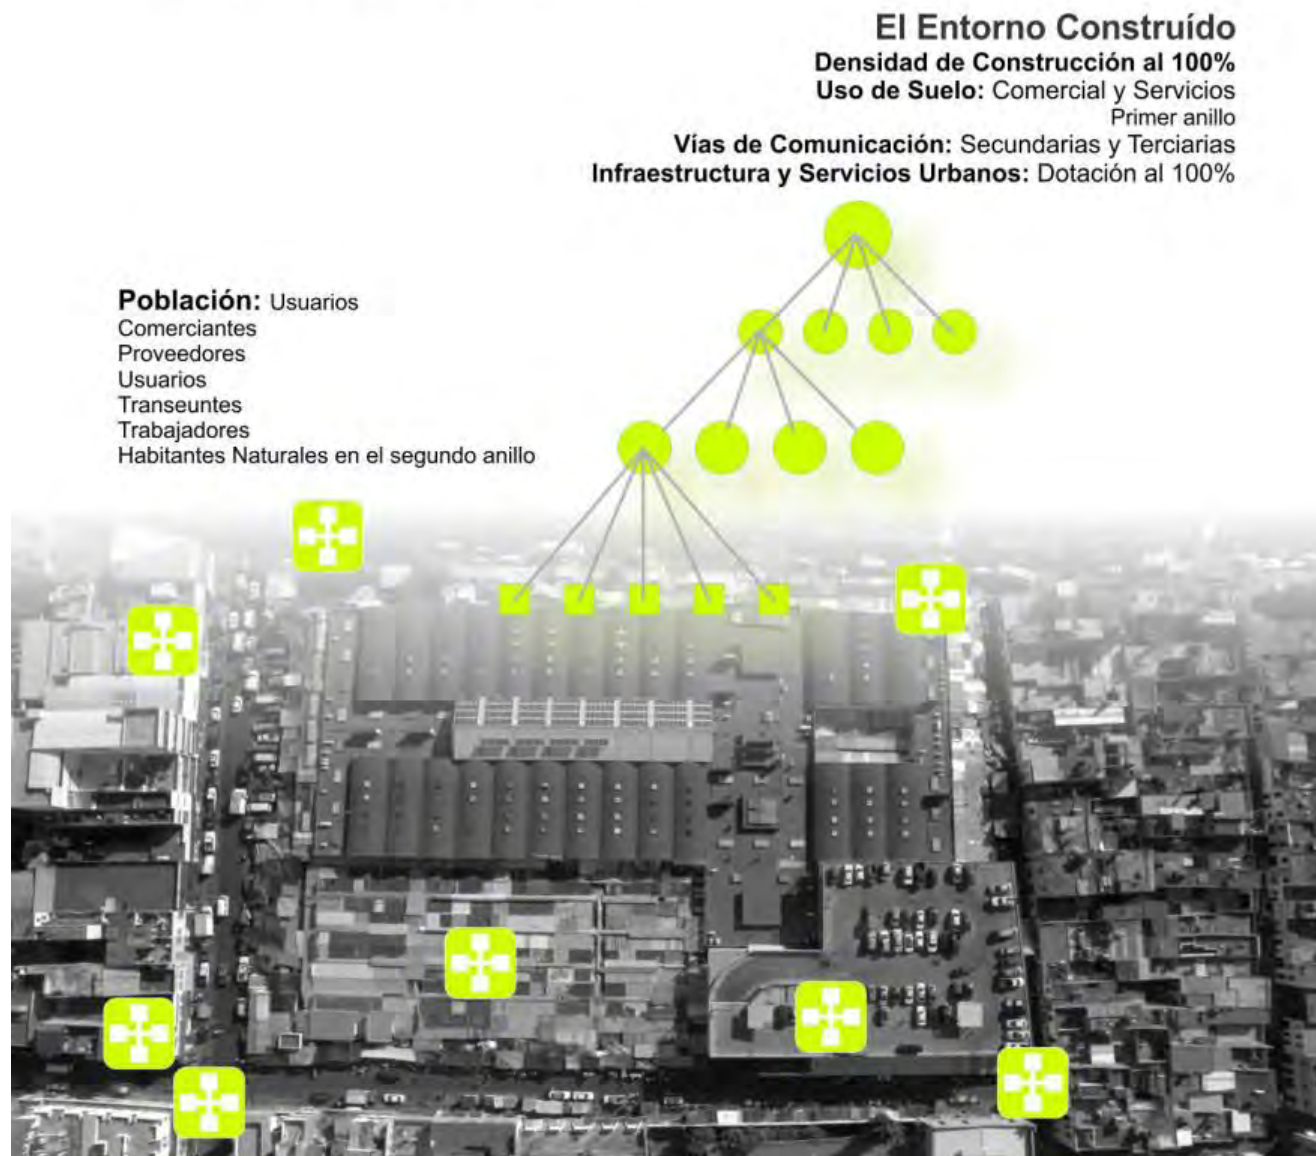 El Entorno Construído
Densidad de Construcción al 100%
Uso de Suelo: Comercial y Servicios
Primer anillo
Vías de Comunicación: Secundarias y Terciarias
Infraestructura y Servicios Urbanos: Dotación al 100%
Población: Usuarios
Comerciantes
Proveedores
Usuarios
Transeuntes
Trabajadores
Habitantes Naturales en el segundo anillo